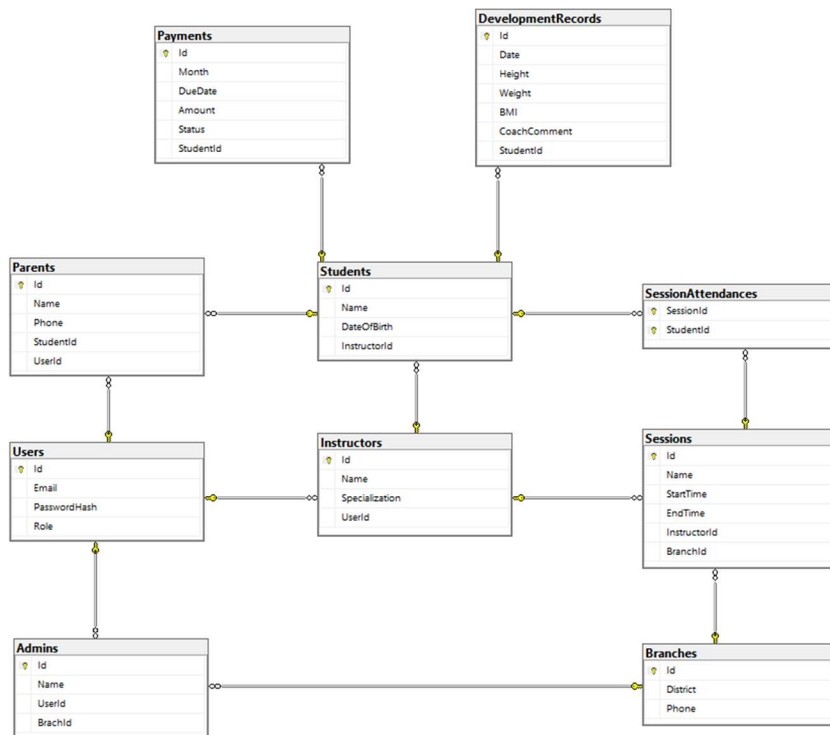 Payments
Id
Month
DueDate
Amount
Status
StudentId
DevelopmentRecords
Id
Date
Height
Weight
BMI
CoachComment
StudentId
Parents
Id
Name
Phone
StudentId
UserId
Students
Id
Name
DateOfBirth
InstructorId
SessionAttendances
SessionId
StudentId
Users
Id
Email
PasswordHash
Role
Instructors
Id
Name
Specialization
UserId
Sessions
Id
Name
StartTime
EndTime
InstructorId
BranchId
Admins
Id
Name
UserId
BrachId
Branches
Id
District
Phone